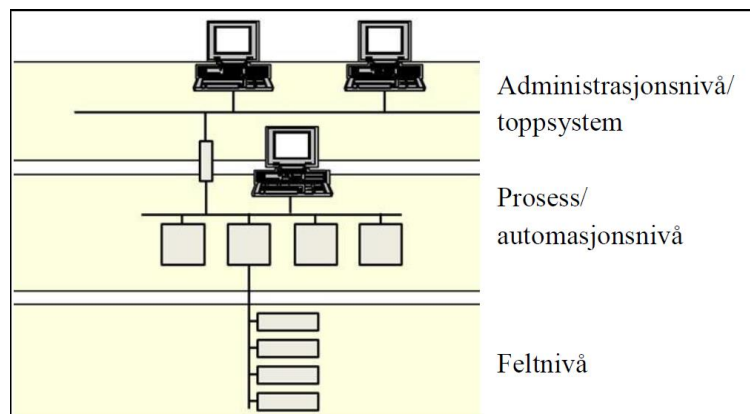 Administrasjonsnivå/
toppsystem
Prosess/
automasjonsnivå
Feltnivå